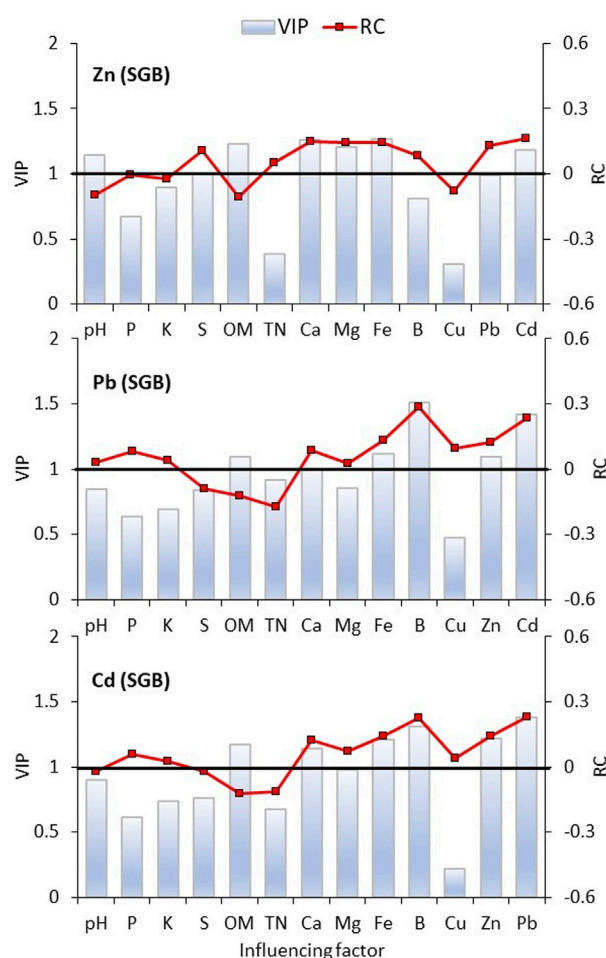 VIP RC
2 0.6
Zn (SGB)
1.5 0.3
VIP 1 0 RC
0.5 -0.3
0 -0.6
pH P K S OM TN Ca Mg Fe B Cu Pb Cd
2 0.6
Pb (SGB)
1.5 0.3
VIP 1 0 RC
0.5 -0.3
0 -0.6
pH P K S OM TN Ca Mg Fe B Cu Zn Cd
2 0.6
Cd (SGB)
1.5 0.3
VIP 1 0 RC
0.5 -0.3
0 -0.6
pH P K S OM TN Ca Mg Fe B Cu Zn Pb
Influencing factor